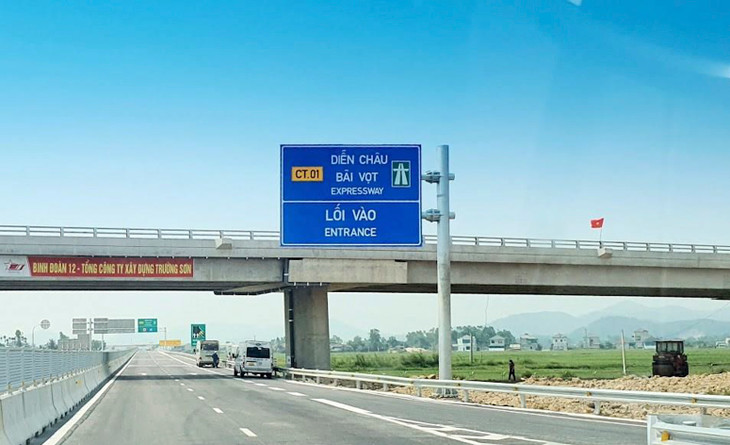 DIỄN CHÂU
CT.01
BÃI VỌT
EXPRESSWAY
LỐI VÀO
ENTRANCE
BINH ĐOÀN 12 - TỔNG CÔNG TY XÂY DỰNG TRƯỜNG SƠN